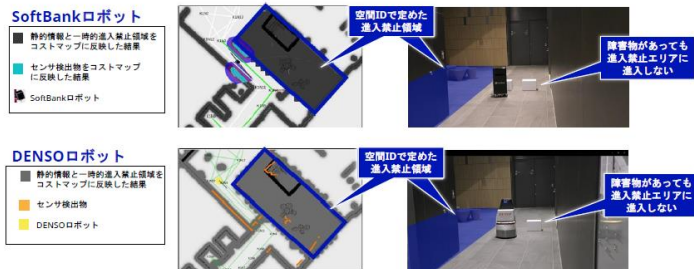 SoftBankロボット
静的情報と一時的進入禁止領域を
コストマップに反映した結果
センサ検出物をコストマップ
に反映した結果
SoftBankロボット
空間IDで定めた
進入禁止領域
障害物があっても
進入禁止エリアに
進入しない
DENSOロボット
静的情報と一時的進入禁止領域を
コストマップに反映した結果
センサ検出物
DENSOロボット
空間IDで定めた
進入禁止領域
障害物があっても
進入禁止エリアに
進入しない